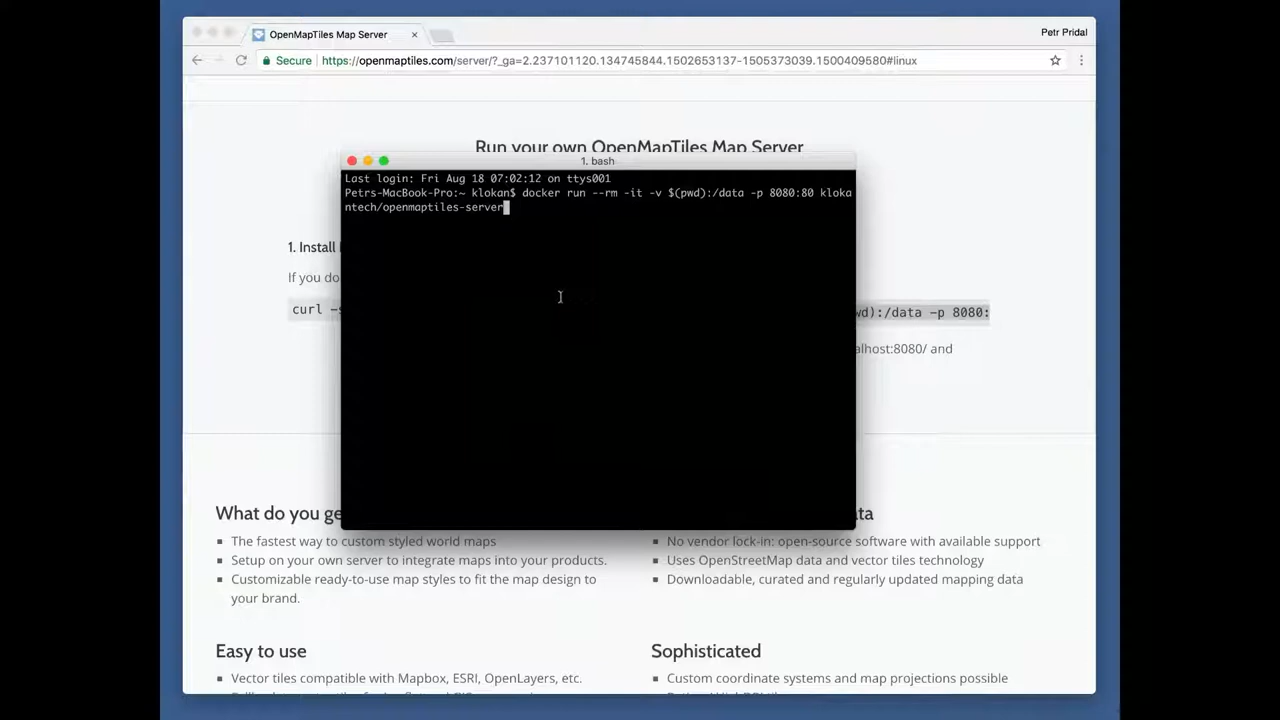 OpenMapTiles Map Server
Petr Pridal
Secure https://openmaptiles.com/server/?_ga=2.237101120.134745844.1502653137-1505373039.1500409580#linux
Run your own OpenMapTiles Map Server
1. bash
Last login: Fri Aug 18 07:02:12 on ttys001
Petrs-MacBook-Pro:~ klokan$ docker run --rm -it -v $(pwd):/data -p 8080:80 kloka
ntech/openmaptiles-server
1. Install
If you do
curl -s
wd):/data -p 8080:
alhost:8080/ and
What do you ge
The fastest way to custom styled world maps
Setup on your own server to integrate maps into your products.
Customizable ready-to-use map styles to fit the map design to
your brand.
ata
No vendor lock-in: open-source software with available support
Uses OpenStreetMap data and vector tiles technology
Downloadable, curated and regularly updated mapping data
Easy to use
Vector tiles compatible with Mapbox, ESRI, OpenLayers, etc.
Sophisticated
Custom coordinate systems and map projections possible